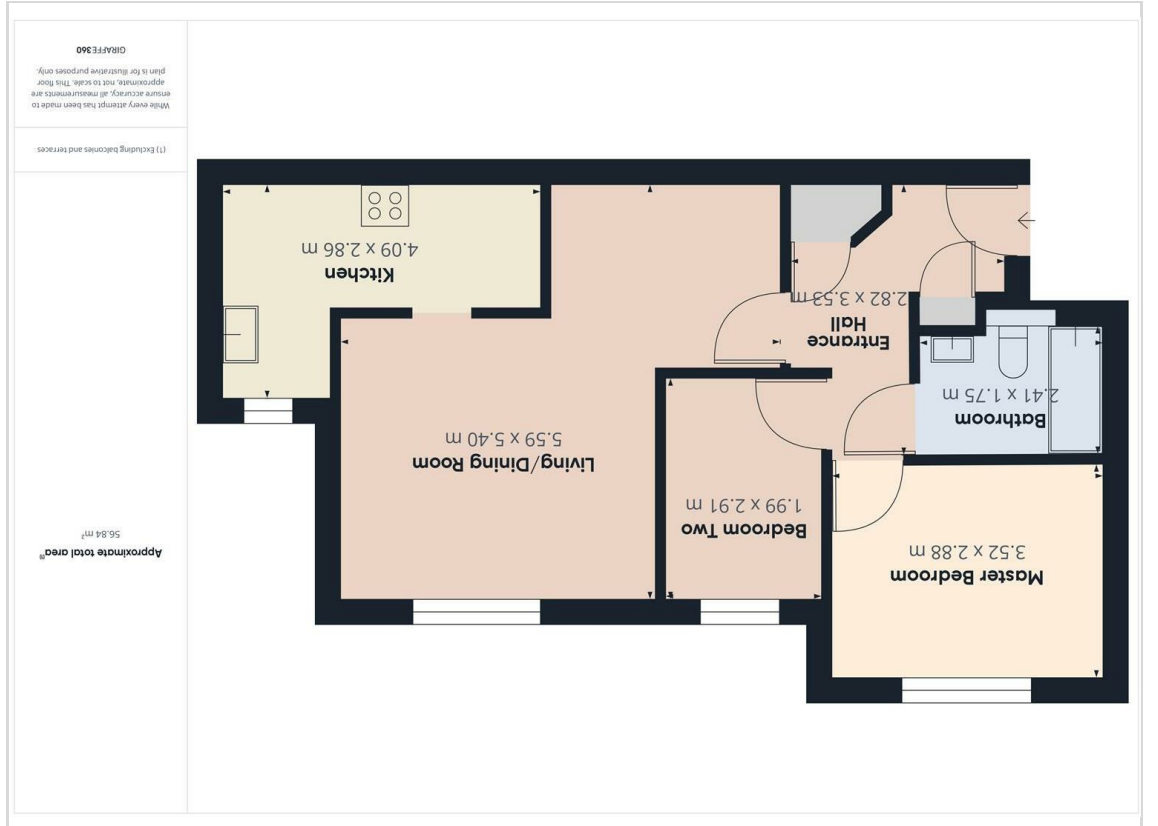 Master Bedroom
3.52 x 2.88 m
Bedroom Two
1.99 x 2.91 m
Living/Dining Room
5.59 x 5.40 m
Bathroom
2.41 x 1.75 m
Entrance
Hall
2.82 x 3.53 m
Kitchen
4.09 x 2.86 m
Approximate total area⁽¹⁾
56.84 m²
(1) Excluding balconies and terraces
While every attempt has been made to
ensure accuracy, all measurements are
approximate, not to scale. This floor
plan is for illustrative purposes only.
GIRAFFE360